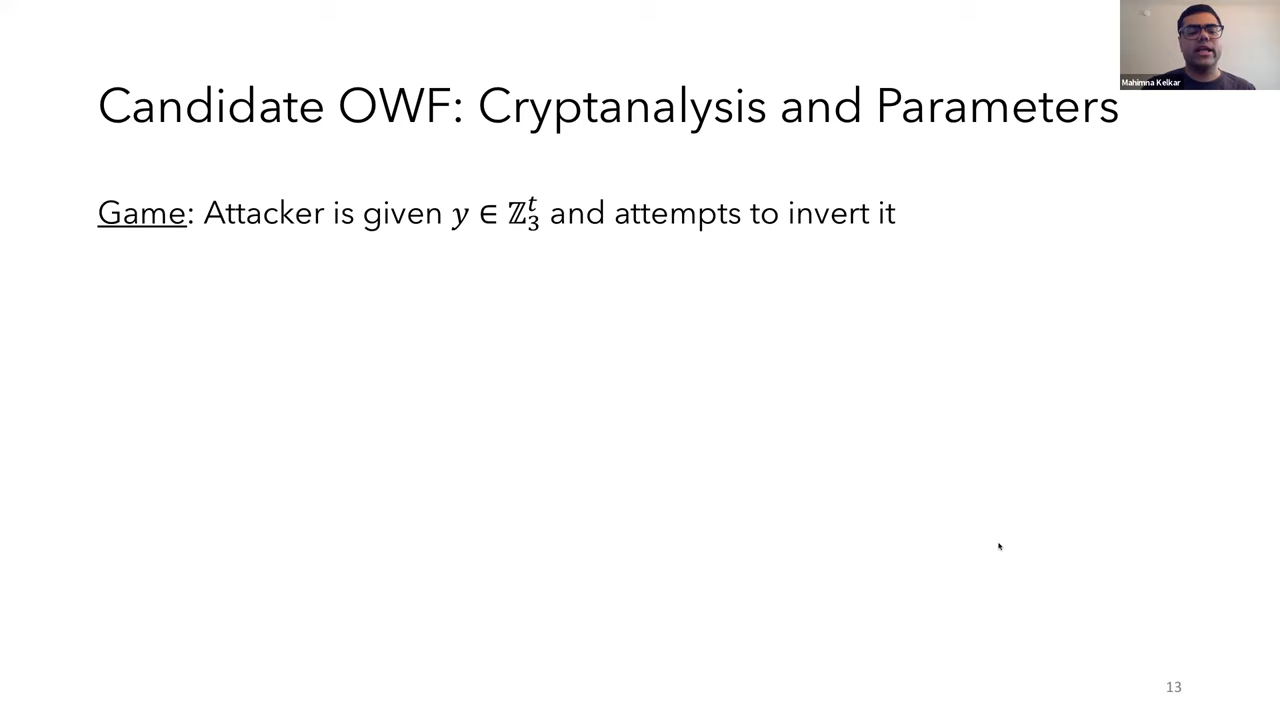 Mahimna Kelkar
Candidate OWF: Cryptanalysis and Parameters
Game: Attacker is given 𝑦 ∈ ℤ₃ᵗ and attempts to invert it
13